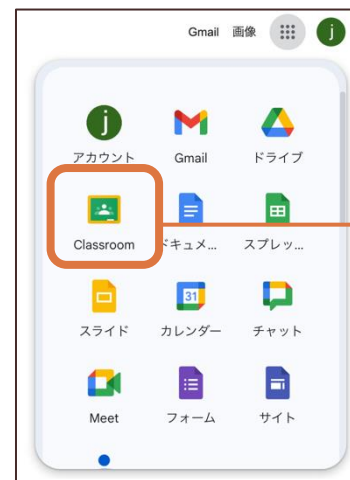 Gmail 画像 j
j
アカウント Gmail ドライブ
Classroom ドキュメ... スプレッ...
31
スライド カレンダー チャット
Meet フォーム サイト